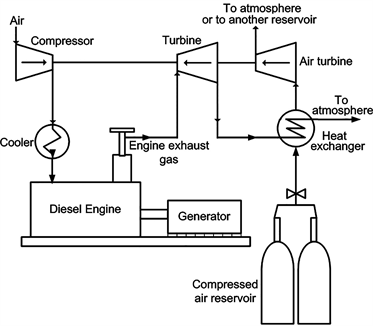 To atmosphere
or to another reservoir
Air
Compressor
Turbine
Air turbine
To
atmosphere
Cooler
Engine exhaust
gas
Heat
exchanger
Diesel Engine
Generator
Compressed
air reservoir